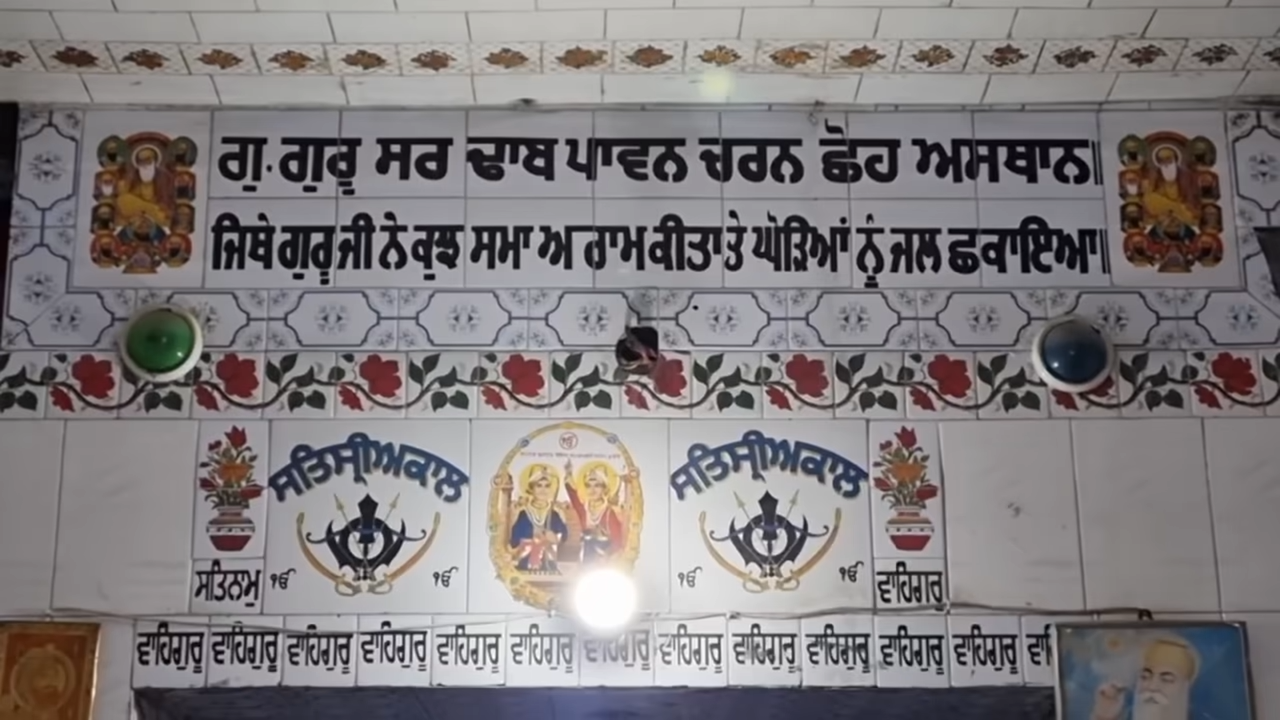 ਗੁ. ਗੁਰੂ ਸਰ ਢਾਬ ਪਾਵਨ ਚਰਨ ਛੋਹ ਅਸਥਾਨ॥
ਜਿਥੇ ਗੁਰੂ ਜੀ ਨੇ ਕੁਝ ਸਮਾ ਅਰਾਮ ਕੀਤਾ ਤੇ ਘੋੜਿਆਂ ਨੂੰ ਜਲ ਛਕਾਇਆ॥
ਸਤਿਸ੍ਰੀਅਕਾਲ ਸਤਿਸ੍ਰੀਅਕਾਲ
ਸਤਿਨਾਮੁ ੴ ੴ ੴ ੴ ਵਾਹਿਗੁਰੂ
ਵਾਹਿਗੁਰੂ ਵਾਹਿਗੁਰੂ ਵਾਹਿਗੁਰੂ ਵਾਹਿਗੁਰੂ ਵਾਹਿਗੁਰੂ ਵਾਹਿਗੁਰੂ ਵਾਹਿਗੁਰੂ ਵਾਹਿਗੁਰੂ ਵਾਹਿਗੁਰੂ ਵਾਹਿਗੁਰੂ ਵਾਹਿਗੁਰੂ ਵਾਹਿਗੁਰੂ